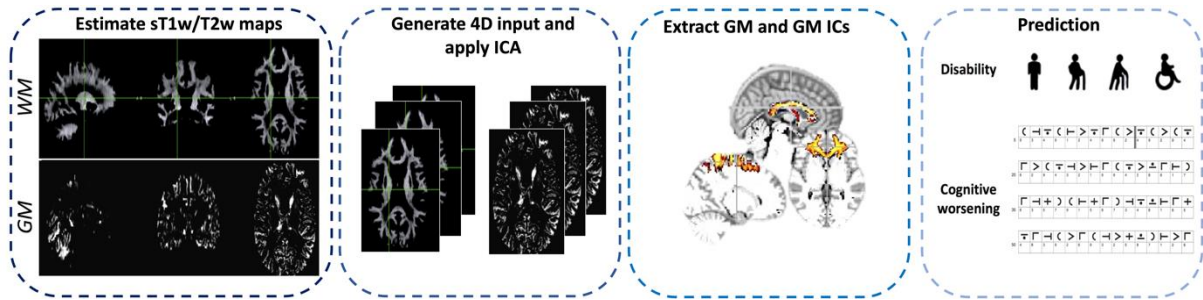 Estimate sT1w/T2w maps
WM
GM
Generate 4D input and
apply ICA
Extract GM and GM ICs
Prediction
Disability
Cognitive
worsening